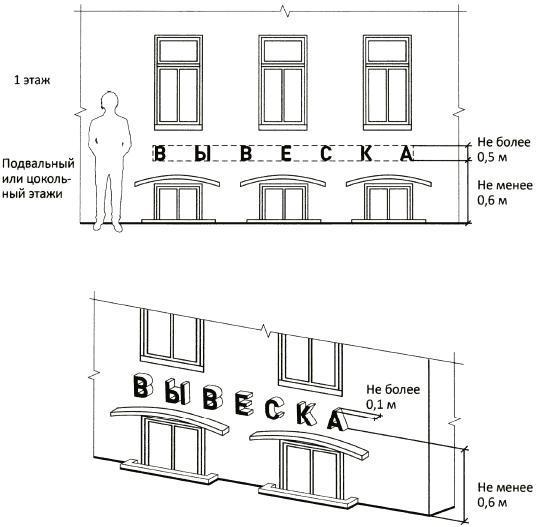 1 этаж
В Ы В Е С К А
Не более
0,5 м
Подвальный
или цоколь-
ный этажи
Не менее
0,6 м
ВЫВЕСКА
Не более
0,1 м
Не менее
0,6 м